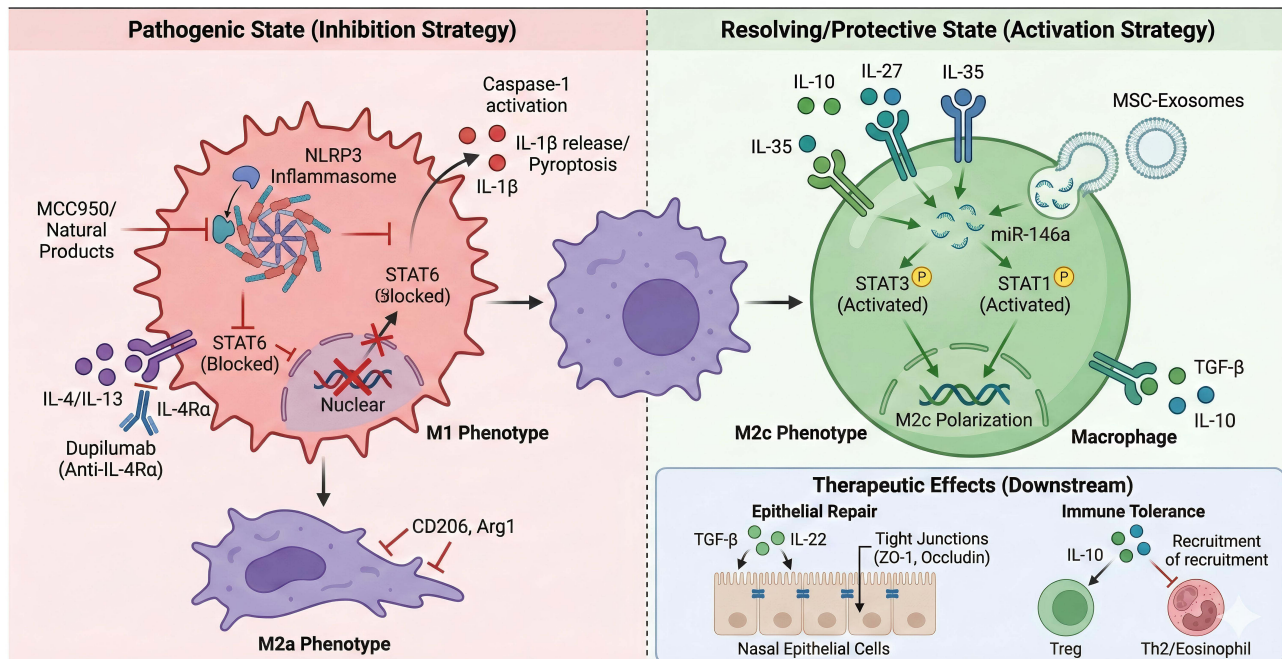 Pathogenic State (Inhibition Strategy)
Caspase-1
activation
IL-1β release/
Pyroptosis
IL-1β
NLRP3
Inflammasome
MCC950/
Natural
Products
STAT6
(Blocked)
STAT6
(Blocked)
Nuclear
IL-4/IL-13
IL-4Rα
Dupilumab
(Anti-IL-4Rα)
M1 Phenotype
CD206, Arg1
M2a Phenotype
Resolving/Protective State (Activation Strategy)
IL-10
IL-27
IL-35
IL-35
MSC-Exosomes
miR-146a
STAT3 P
(Activated)
STAT1 P
(Activated)
M2c Polarization
M2c Phenotype
Macrophage
TGF-β
IL-10
Therapeutic Effects (Downstream)
Epithelial Repair
TGF-β
IL-22
Tight Junctions
(ZO-1, Occludin)
Nasal Epithelial Cells
Immune Tolerance
IL-10
Recruitment
of recruitment
Treg
Th2/Eosinophil